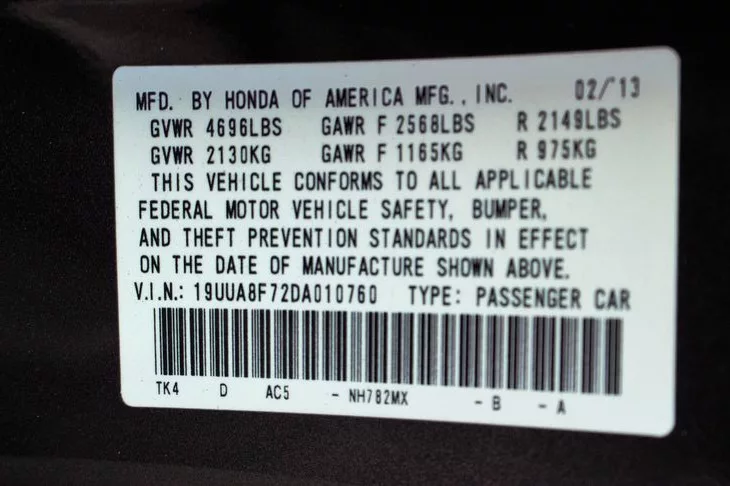 MFD. BY HONDA OF AMERICA MFG., INC. 02/13
GVWR 4696LBS GAWR F 2568LBS R 2149LBS
GVWR 2130KG GAWR F 1165KG R 975KG
THIS VEHICLE CONFORMS TO ALL APPLICABLE
FEDERAL MOTOR VEHICLE SAFETY, BUMPER,
AND THEFT PREVENTION STANDARDS IN EFFECT
ON THE DATE OF MANUFACTURE SHOWN ABOVE.
V.I.N.: 19UUA8F72DA010760 TYPE: PASSENGER CAR
TK4 D AC5 - NH782MX - B - A